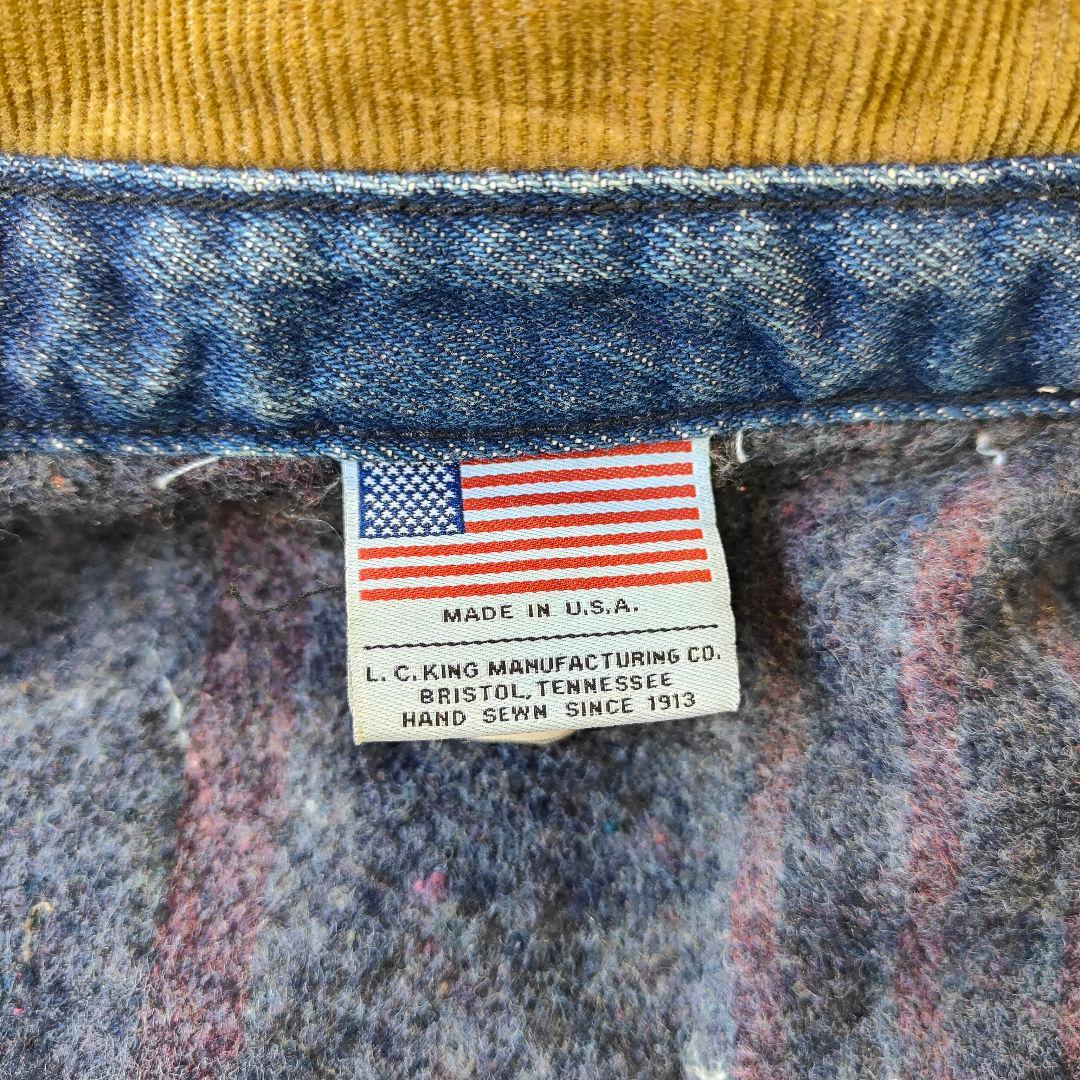 MADE IN U.S.A.
L.C.KING MANUFACTURING CO.
BRISTOL, TENNESSEE
HAND SEWN SINCE 1913